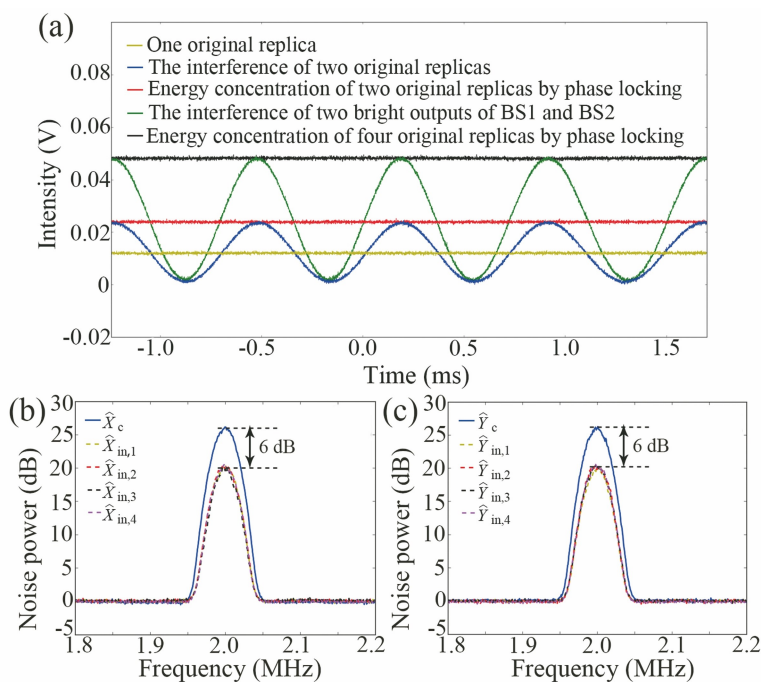 (a)
One original replica
The interference of two original replicas
Energy concentration of two original replicas by phase locking
The interference of two bright outputs of BS1 and BS2
Energy concentration of four original replicas by phase locking
Intensity (V)
0.08
0.06
0.04
0.02
0
-0.02
-1.0 -0.5 0.0 0.5 1.0 1.5
Time (ms)
(b)
Noise power (dB)
30
25
20
15
10
5
0
-5
X̂ c
X̂ in,1
X̂ in,2
X̂ in,3
X̂ in,4
6 dB
1.8 1.9 2.0 2.1 2.2
Frequency (MHz)
(c)
Noise power (dB)
30
25
20
15
10
5
0
-5
Ŷ c
Ŷ in,1
Ŷ in,2
Ŷ in,3
Ŷ in,4
6 dB
1.8 1.9 2.0 2.1 2.2
Frequency (MHz)